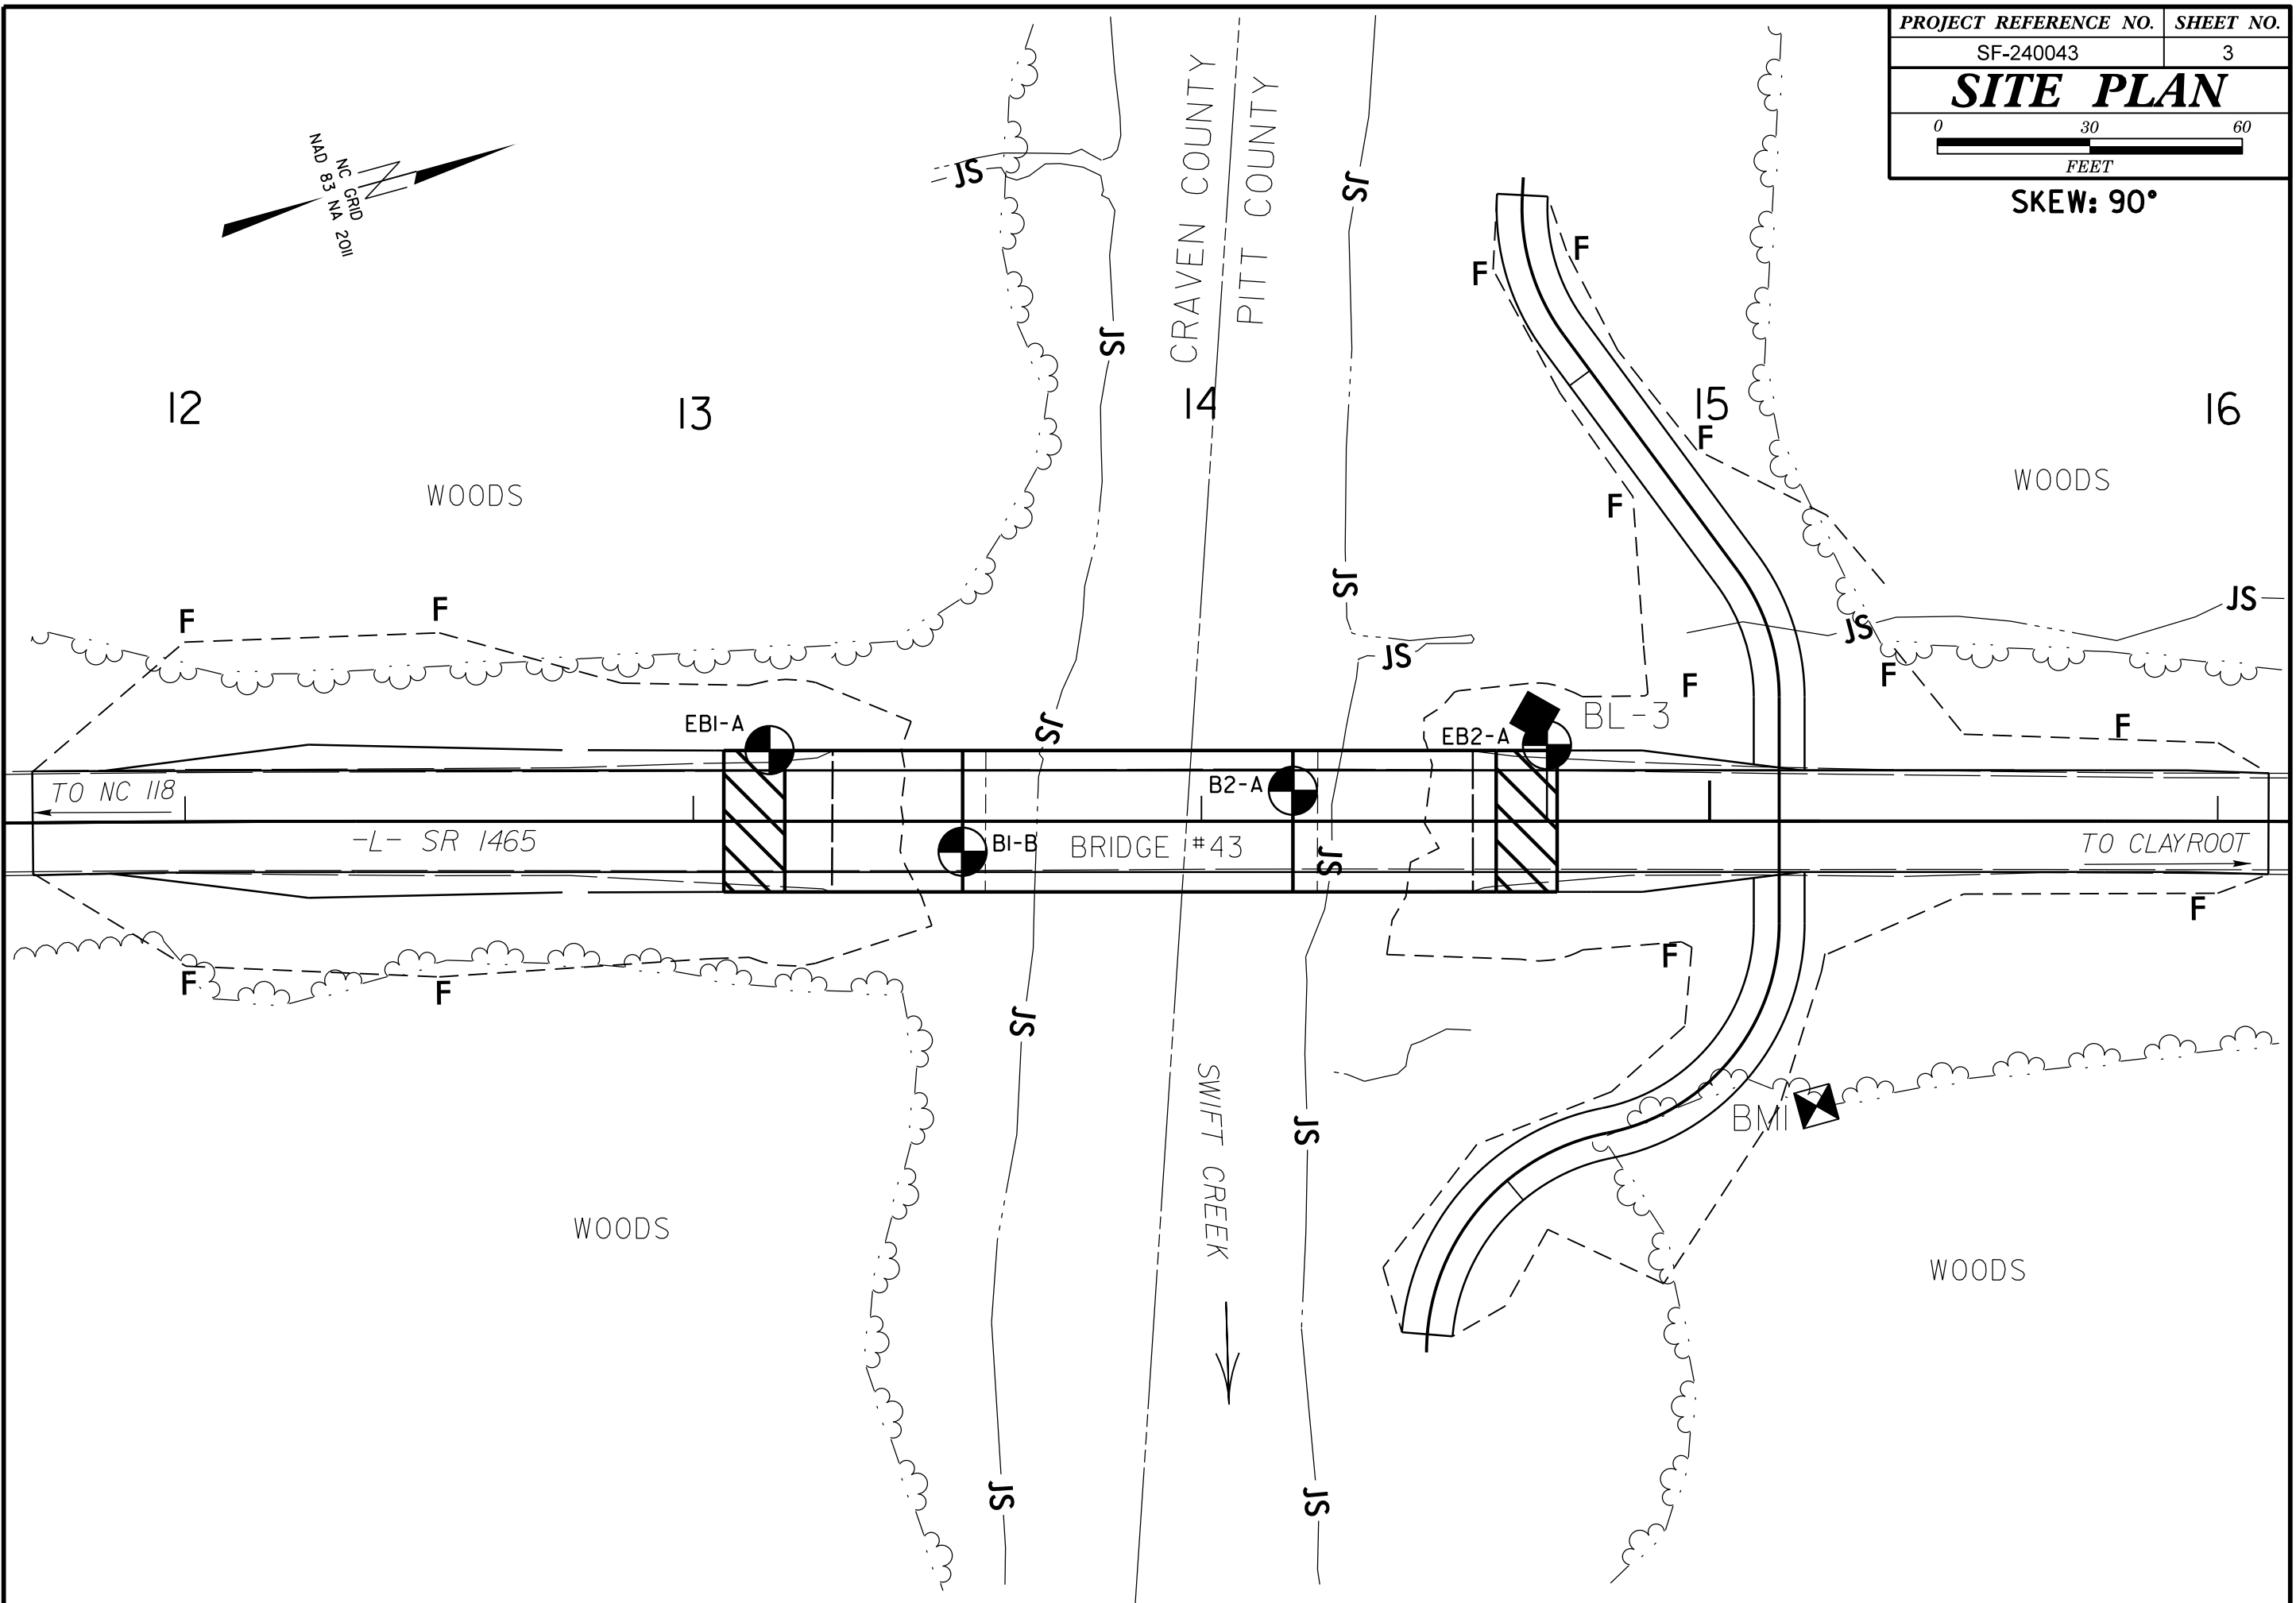 PROJECT REFERENCE NO. SHEET NO.
SF-240043 3
SITE PLAN
0 30 60
FEET
SKEW: 90°
NC GRID
NAD 83 NA 2011
CRAVEN COUNTY
PITT COUNTY
JS
JS
JS
F
F
12 13 14 15 16
F
WOODS
WOODS
F
JS
JS
JS
F
F
JS
F
F
F
EB1-A
JS
EB2-A
BL-3
B2-A
TO NC 118
-L- SR 1465
B1-B
BRIDGE #43
JS
TO CLAYROOT
F
F
F
F
JS
SWIFT CREEK
JS
BM1
WOODS
WOODS
JS
JS